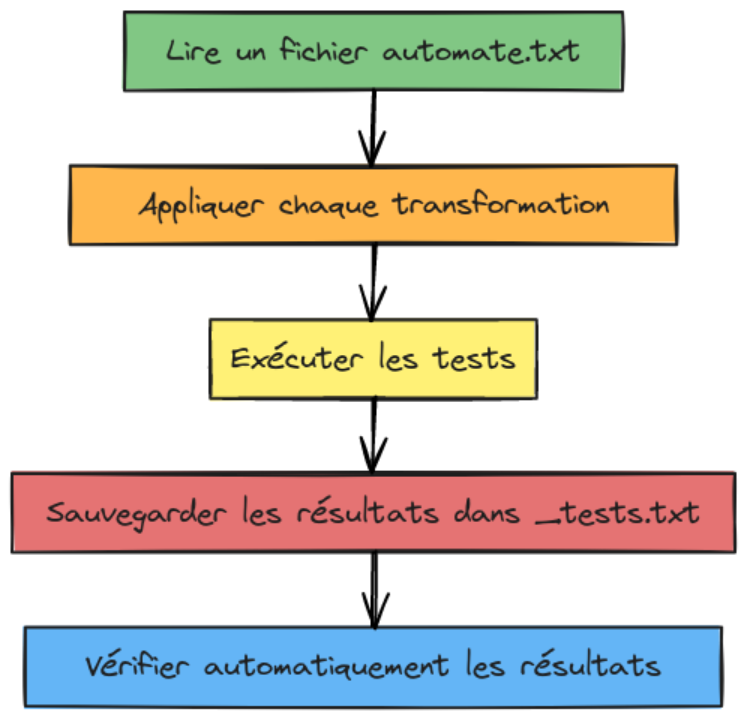 Lire un fichier automate.txt
Appliquer chaque transformation
Exécuter les tests
Sauvegarder les résultats dans _tests.txt
Vérifier automatiquement les résultats